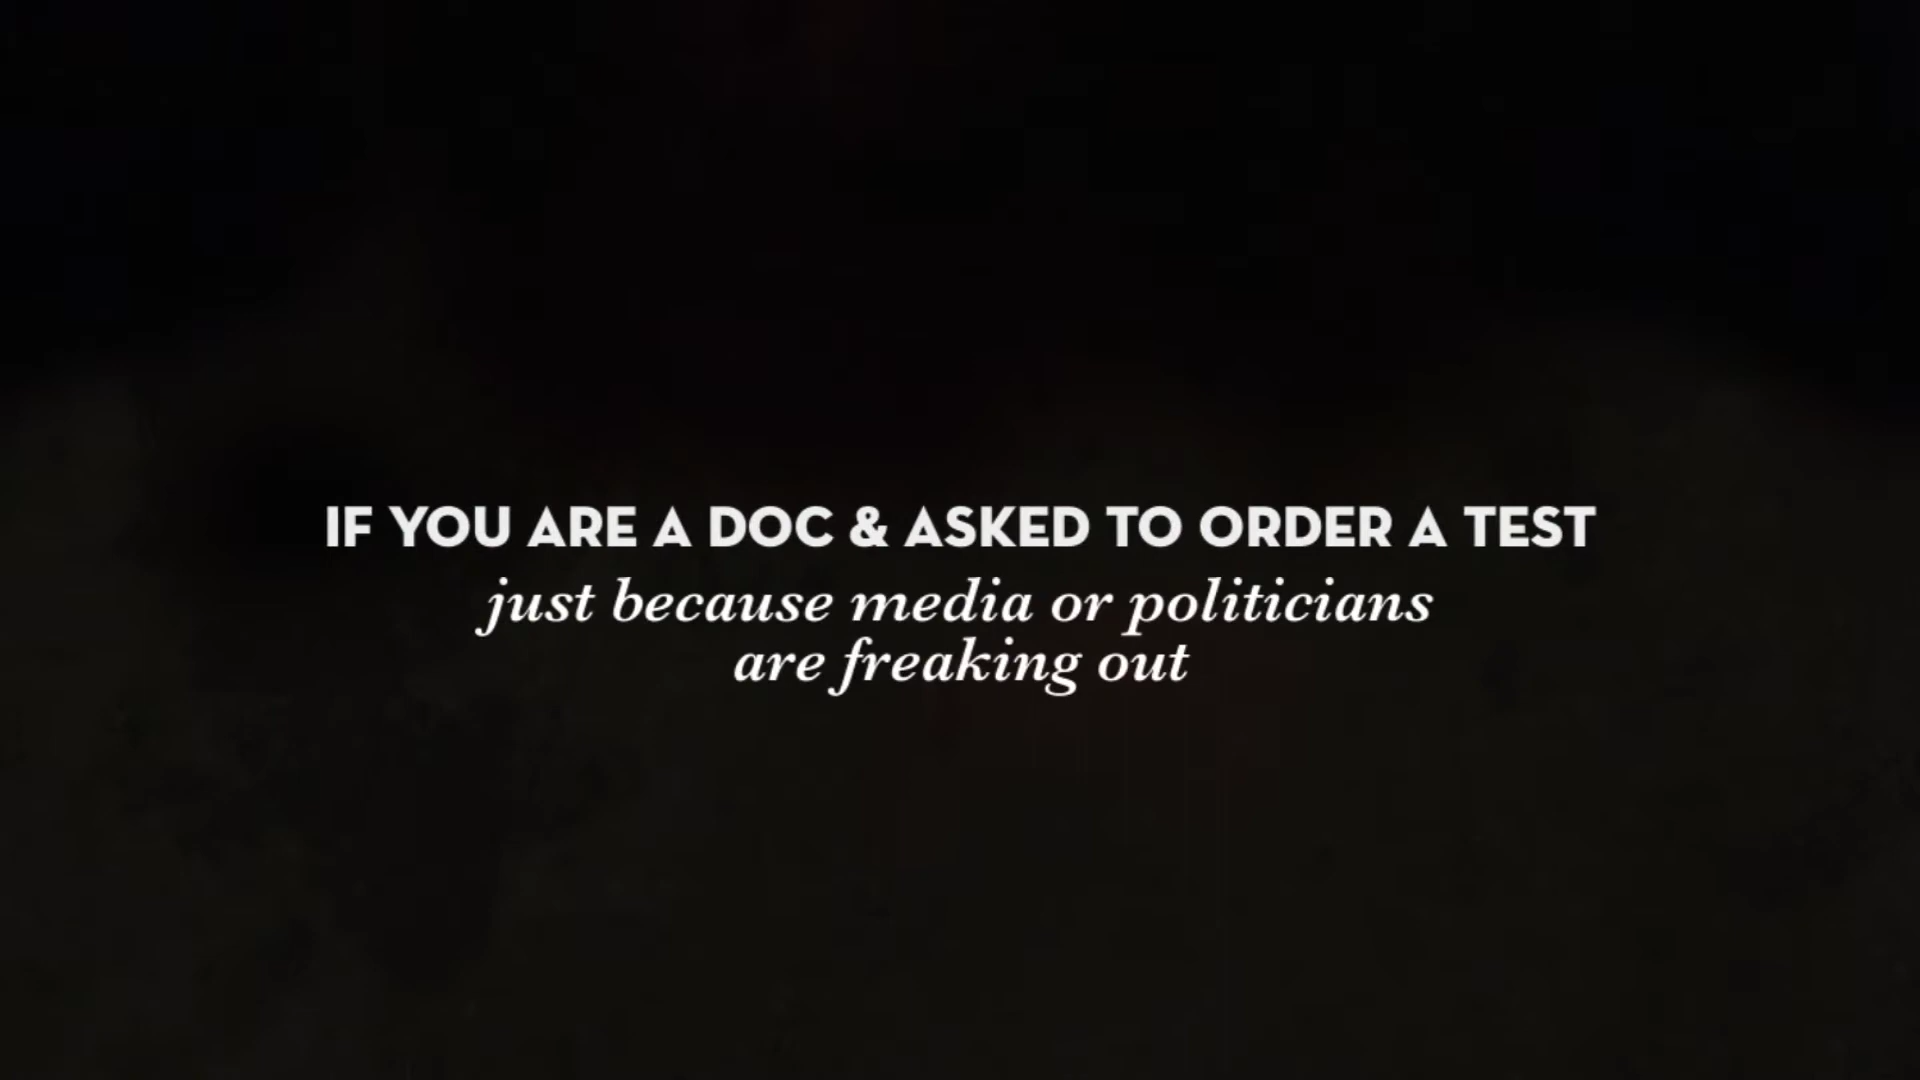 IF YOU ARE A DOC & ASKED TO ORDER A TEST
just because media or politicians
are freaking out